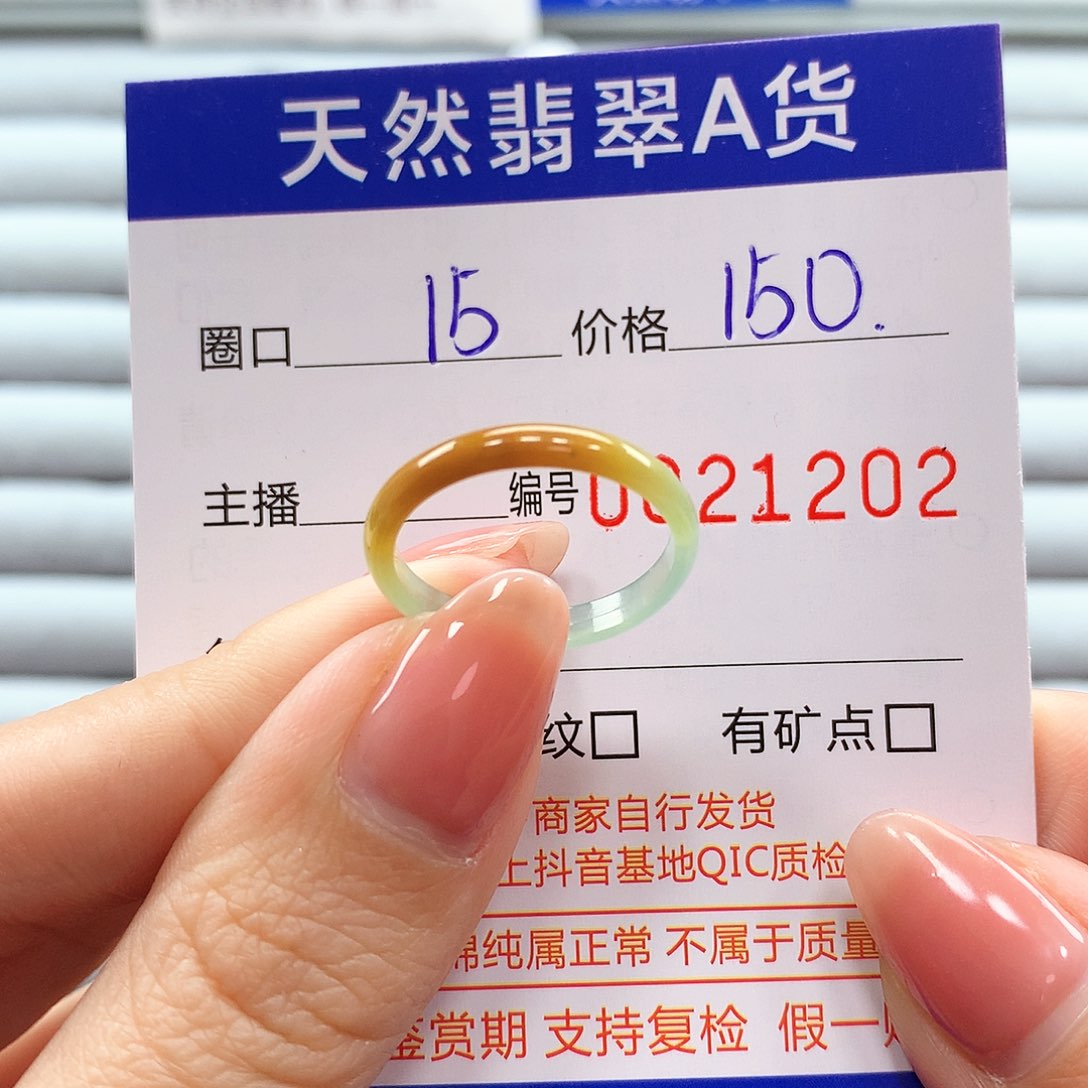 天然翡翠A货
圈口 15 价格 150.
主播 编号 0021202
纹□ 有矿点□
商家自行发货
上抖音基地QIC质检
棉纯属正常 不属于质量
鉴赏期 支持复检 假一